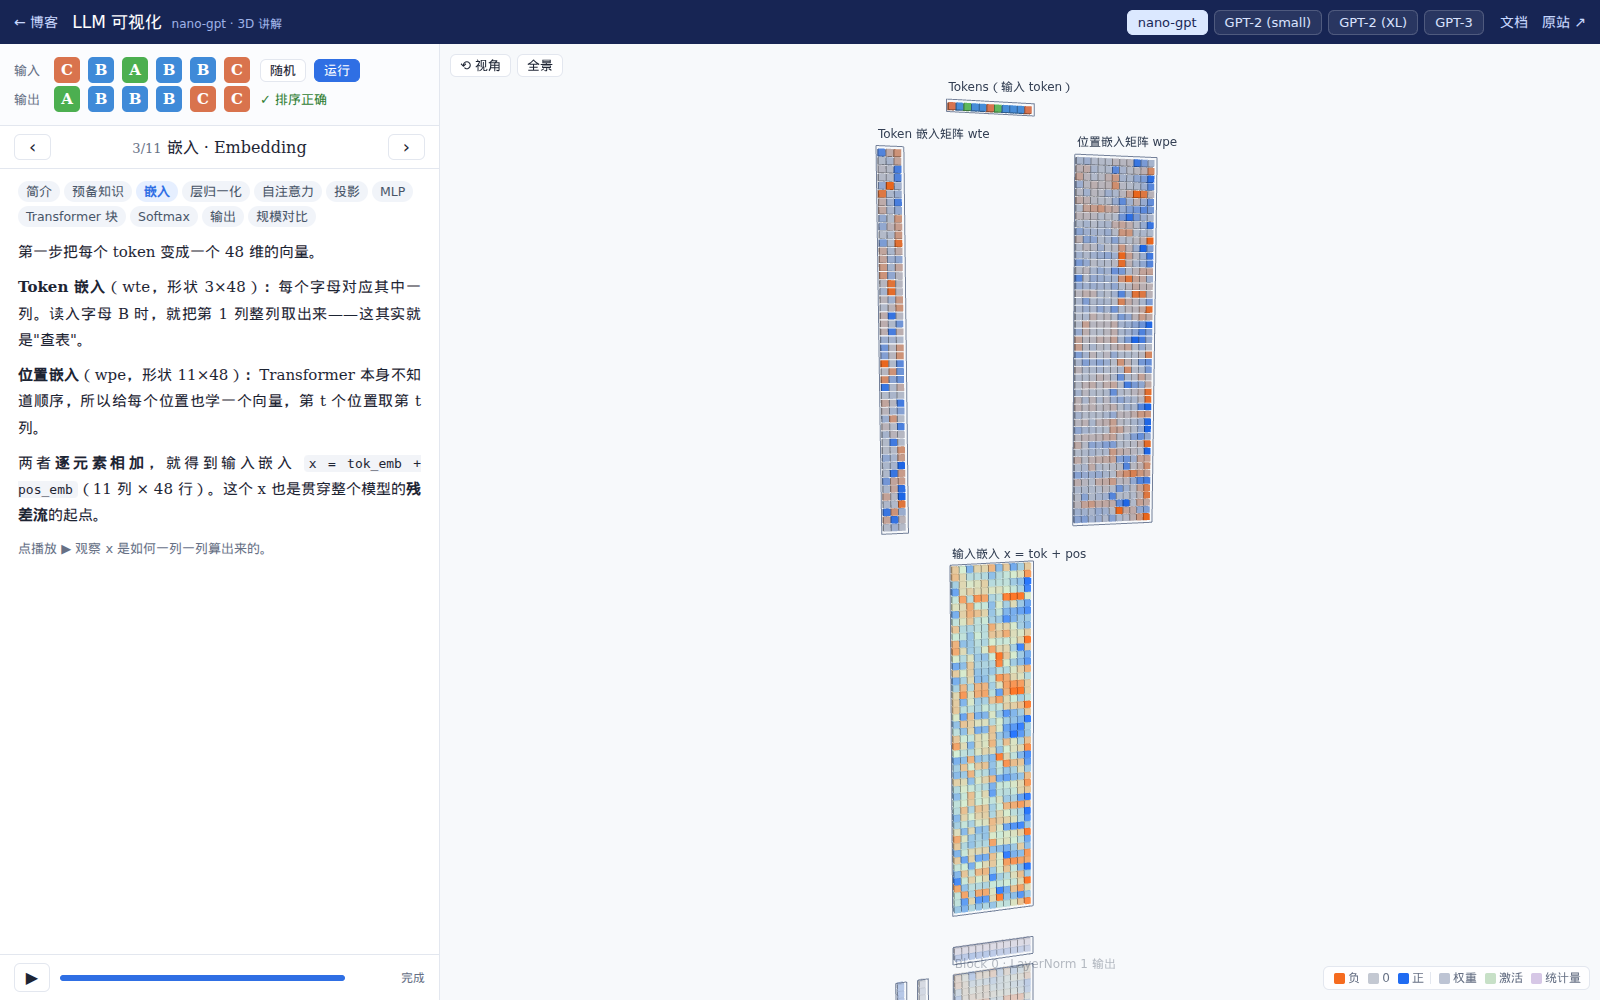 ← 博客 LLM 可视化 nano-gpt · 3D 讲解 nano-gpt GPT-2 (small) GPT-2 (XL) GPT-3 文档 原站 ↗
输入 C B A B B C 随机 运行
输出 A B B B C C ✓ 排序正确
‹ 3/11 嵌入 · Embedding ›
简介 预备知识 嵌入 层归一化 自注意力 投影 MLP
Transformer 块 Softmax 输出 规模对比
第一步把每个 token 变成一个 48 维的向量。
Token 嵌入（wte，形状 3×48）：每个字母对应其中一
列。读入字母 B 时，就把第 1 列整列取出来——这其实就
是"查表"。
位置嵌入（wpe，形状 11×48）：Transformer 本身不知
道顺序，所以给每个位置也学一个向量，第 t 个位置取第 t
列。
两者逐元素相加，就得到输入嵌入 x = tok_emb +
pos_emb（11 列 × 48 行）。这个 x 也是贯穿整个模型的残
差流的起点。
点播放 ▶ 观察 x 是如何一列一列算出来的。
▶ 完成
⟲ 视角 全景
Tokens（输入 token）
Token 嵌入矩阵 wte
位置嵌入矩阵 wpe
输入嵌入 x = tok + pos
Block 0 · LayerNorm 1 输出
负 0 正 权重 激活 统计量